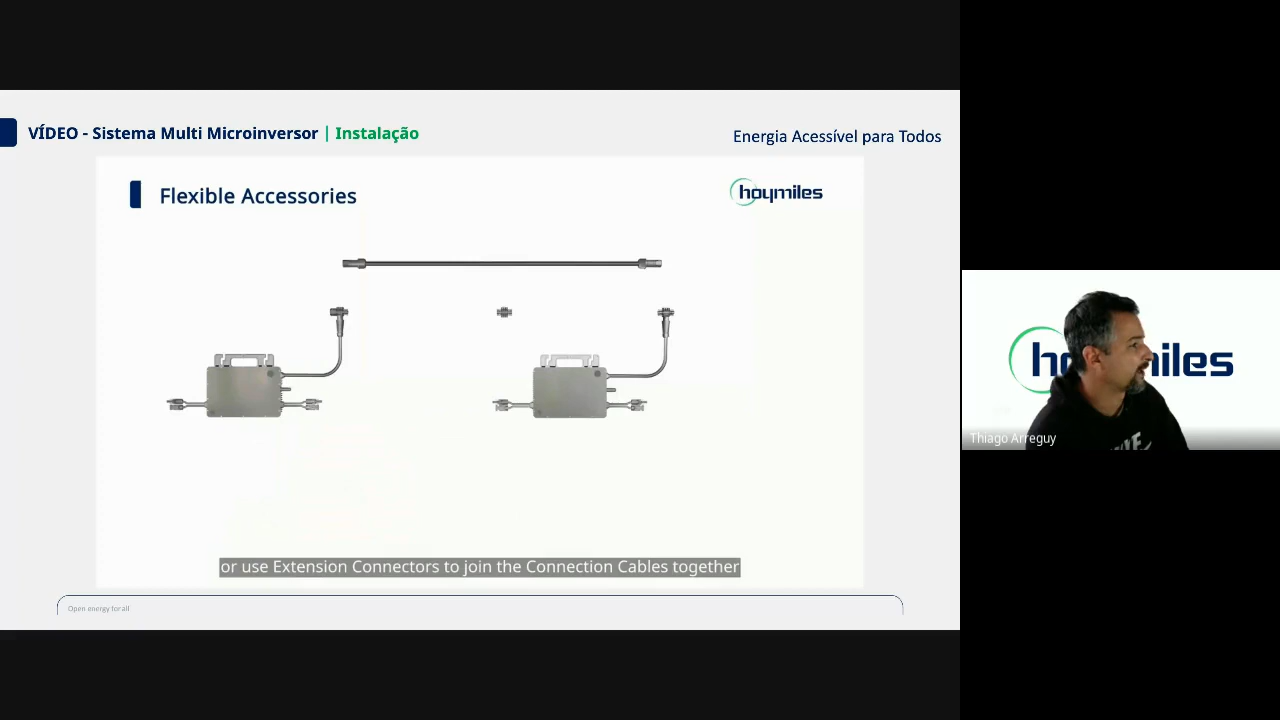 VÍDEO - Sistema Multi Microinversor | Instalação
Energia Acessível para Todos
Flexible Accessories
hoymiles
or use Extension Connectors to join the Connection Cables together
Open energy for all
Thiago Arreguy